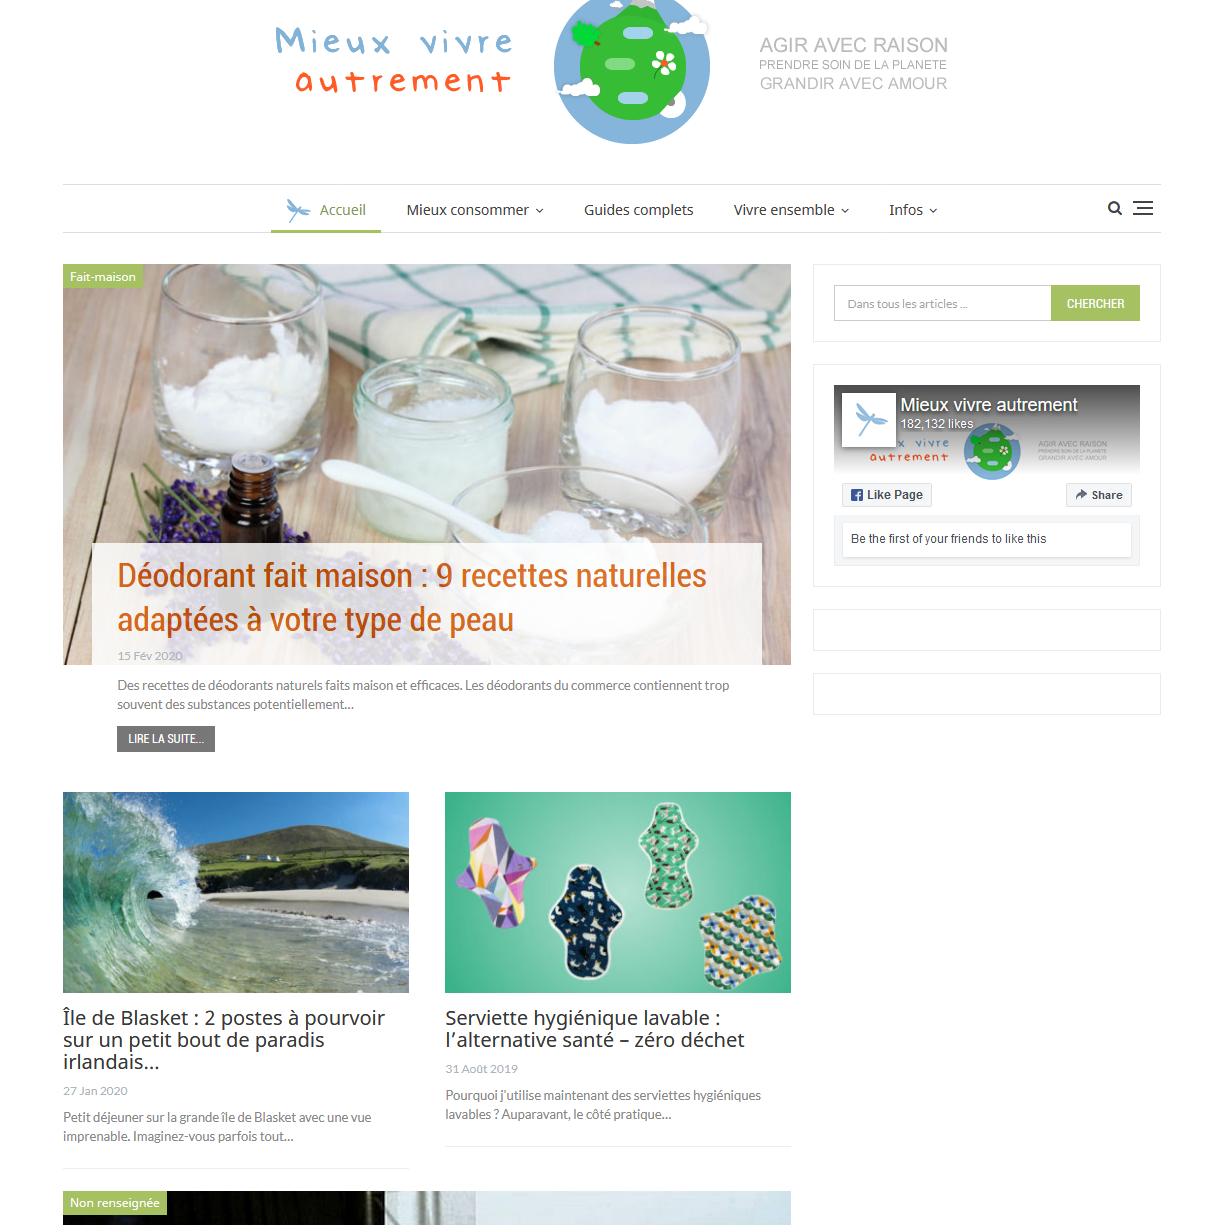 Mieux vivre
autrement
AGIR AVEC RAISON
PRENDRE SOIN DE LA PLANETE
GRANDIR AVEC AMOUR
Accueil
Mieux consommer
Guides complets
Vivre ensemble
Infos
Fait-maison
Déodorant fait maison : 9 recettes naturelles
adaptées à votre type de peau
15 Fév 2020
Des recettes de déodorants naturels faits maison et efficaces. Les déodorants du commerce contiennent trop
souvent des substances potentiellement...
LIRE LA SUITE...
Dans tous les articles ...
CHERCHER
Mieux vivre autrement
182,132 likes
x vivre
autrement
AGIR AVEC RAISON
PRENDRE SOIN DE LA PLANETE
GRANDIR AVEC AMOUR
Like Page
Share
Be the first of your friends to like this
Île de Blasket : 2 postes à pourvoir
sur un petit bout de paradis
irlandais...
27 Jan 2020
Petit déjeuner sur la grande île de Blasket avec une vue
imprenable. Imaginez-vous parfois tout...
Serviette hygiénique lavable :
l’alternative santé – zéro déchet
31 Août 2019
Pourquoi j'utilise maintenant des serviettes hygiéniques
lavables ? Auparavant, le côté pratique...
Non renseignée